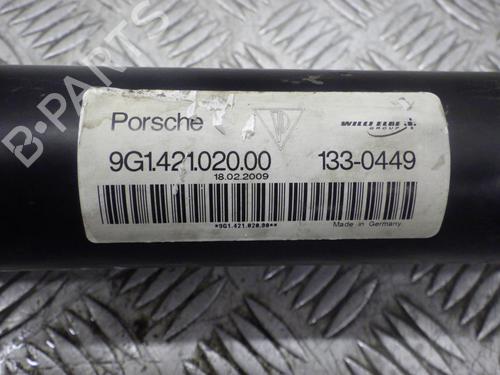 B-PARTS
Porsche
WILLI ELBE
GROUP
9G1.421.020.00 133-0449
18.02.2009
*9G1.421.020.00**
Made in Germany